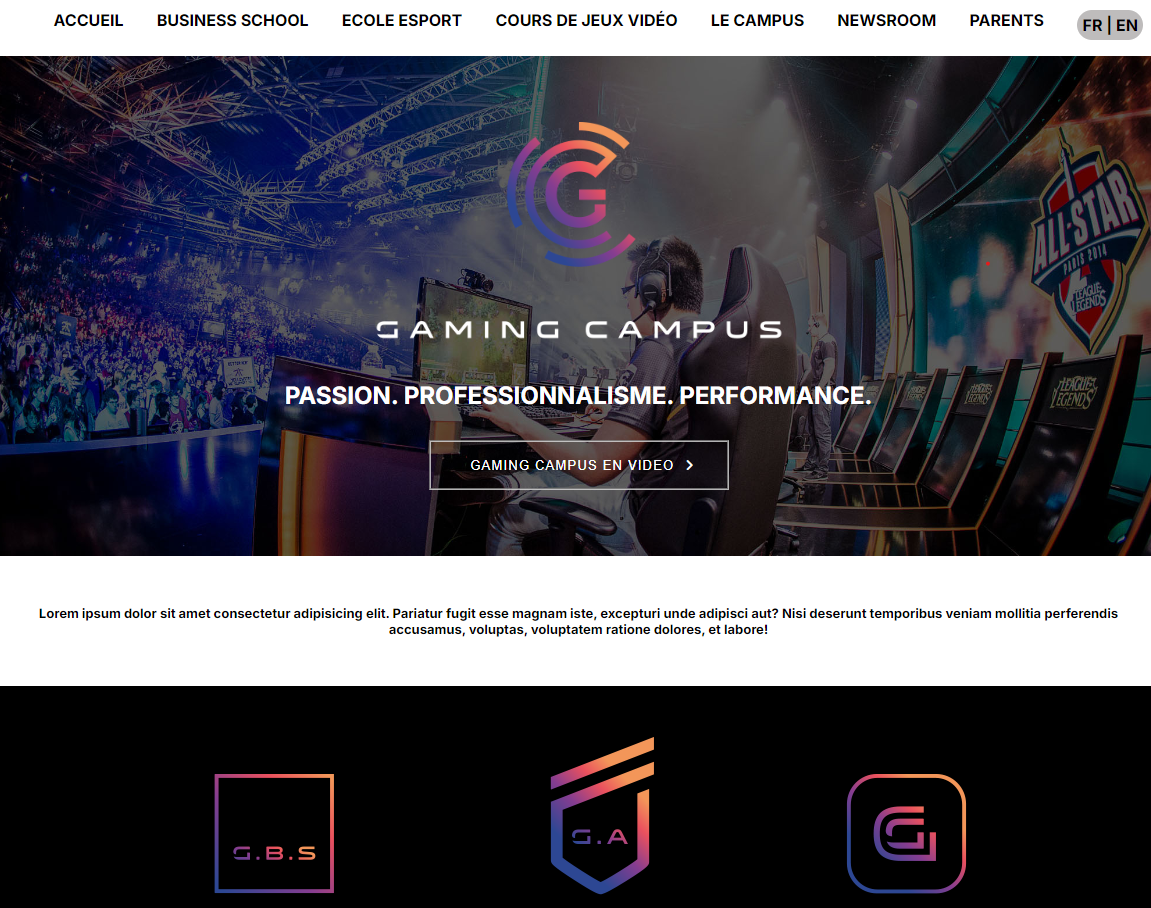 ACCUEIL BUSINESS SCHOOL ECOLE ESPORT COURS DE JEUX VIDÉO LE CAMPUS NEWSROOM PARENTS FR | EN
ALL-STAR
PARIS 2014
LEAGUE
LEGENDS
GAMING CAMPUS
PASSION. PROFESSIONNALISME. PERFORMANCE.
LEAGUE
LEGENDS
GAMING CAMPUS EN VIDEO
Lorem ipsum dolor sit amet consectetur adipisicing elit. Pariatur fugit esse magnam iste, excepturi unde adipisci aut? Nisi deserunt temporibus veniam mollitia perferendis
accusamus, voluptas, voluptatem ratione dolores, et labore!
G.B.S
G.A
G